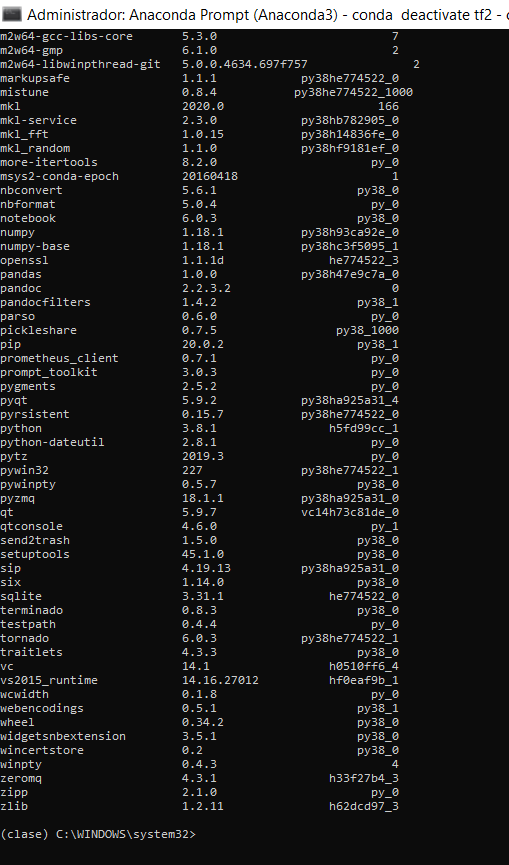 Administrador: Anaconda Prompt (Anaconda3) - conda deactivate tf2 - c
m2w64-gcc-libs-core 5.3.0 7
m2w64-gmp 6.1.0 2
m2w64-libwinpthread-git 5.0.0.4634.697f757 2
markupsafe 1.1.1 py38he774522_0
mistune 0.8.4 py38he774522_1000
mkl 2020.0 166
mkl-service 2.3.0 py38hb782905_0
mkl_fft 1.0.15 py38h14836fe_0
mkl_random 1.1.0 py38hf9181ef_0
more-itertools 8.2.0 py_0
msys2-conda-epoch 20160418 1
nbconvert 5.6.1 py38_0
nbformat 5.0.4 py_0
notebook 6.0.3 py38_0
numpy 1.18.1 py38h93ca92e_0
numpy-base 1.18.1 py38hc3f5095_1
openssl 1.1.1d he774522_3
pandas 1.0.0 py38h47e9c7a_0
pandoc 2.2.3.2 0
pandocfilters 1.4.2 py38_1
parso 0.6.0 py_0
pickleshare 0.7.5 py38_1000
pip 20.0.2 py38_1
prometheus_client 0.7.1 py_0
prompt_toolkit 3.0.3 py_0
pygments 2.5.2 py_0
pyqt 5.9.2 py38ha925a31_4
pyrsistent 0.15.7 py38he774522_0
python 3.8.1 h5fd99cc_1
python-dateutil 2.8.1 py_0
pytz 2019.3 py_0
pywin32 227 py38he774522_1
pywinpty 0.5.7 py38_0
pyzmq 18.1.1 py38ha925a31_0
qt 5.9.7 vc14h73c81de_0
qtconsole 4.6.0 py_1
send2trash 1.5.0 py38_0
setuptools 45.1.0 py38_0
sip 4.19.13 py38ha925a31_0
six 1.14.0 py38_0
sqlite 3.31.1 he774522_0
terminado 0.8.3 py38_0
testpath 0.4.4 py_0
tornado 6.0.3 py38he774522_1
traitlets 4.3.3 py38_0
vc 14.1 h0510ff6_4
vs2015_runtime 14.16.27012 hf0eaf9b_1
wcwidth 0.1.8 py_0
webencodings 0.5.1 py38_1
wheel 0.34.2 py38_0
widgetsnbextension 3.5.1 py38_0
wincertstore 0.2 py38_0
winpty 0.4.3 4
zeromq 4.3.1 h33f27b4_3
zipp 2.1.0 py_0
zlib 1.2.11 h62dcd97_3
(clase) C:\WINDOWS\system32>